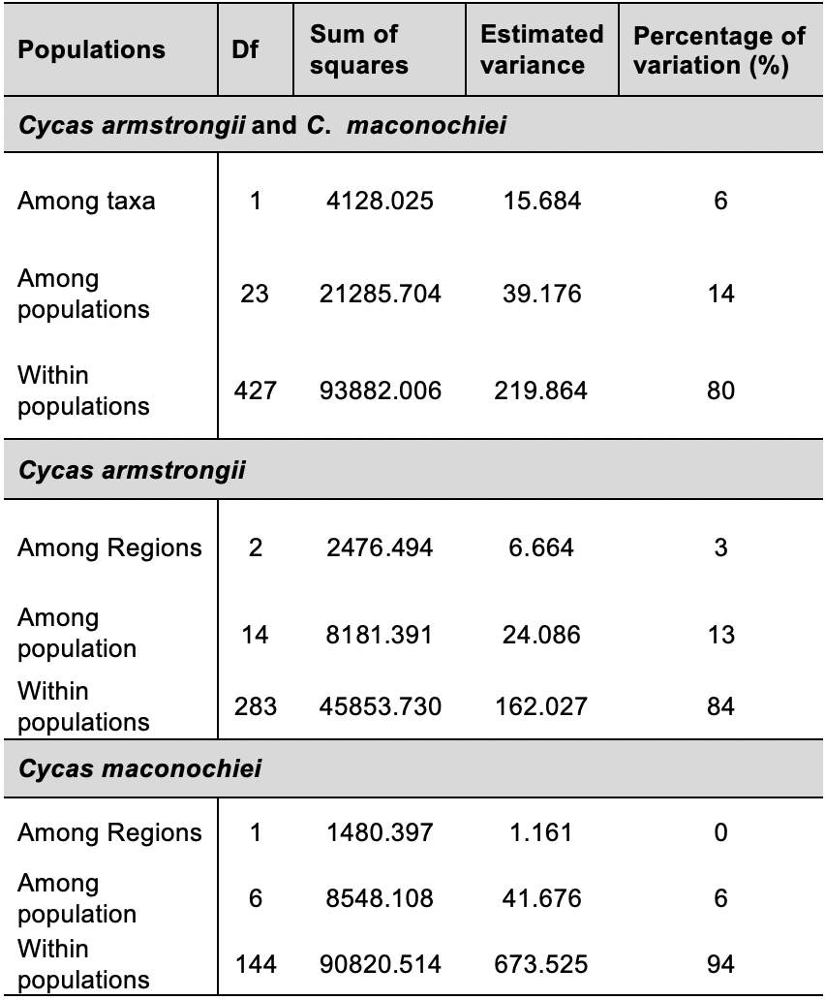 Populations Df Sum of squares Estimated variance Percentage of variation (%)
Cycas armstrongii and C. maconochiei
Among taxa 1 4128.025 15.684 6
Among populations 23 21285.704 39.176 14
Within populations 427 93882.006 219.864 80
Cycas armstrongii
Among Regions 2 2476.494 6.664 3
Among population 14 8181.391 24.086 13
Within populations 283 45853.730 162.027 84
Cycas maconochiei
Among Regions 1 1480.397 1.161 0
Among population 6 8548.108 41.676 6
Within populations 144 90820.514 673.525 94